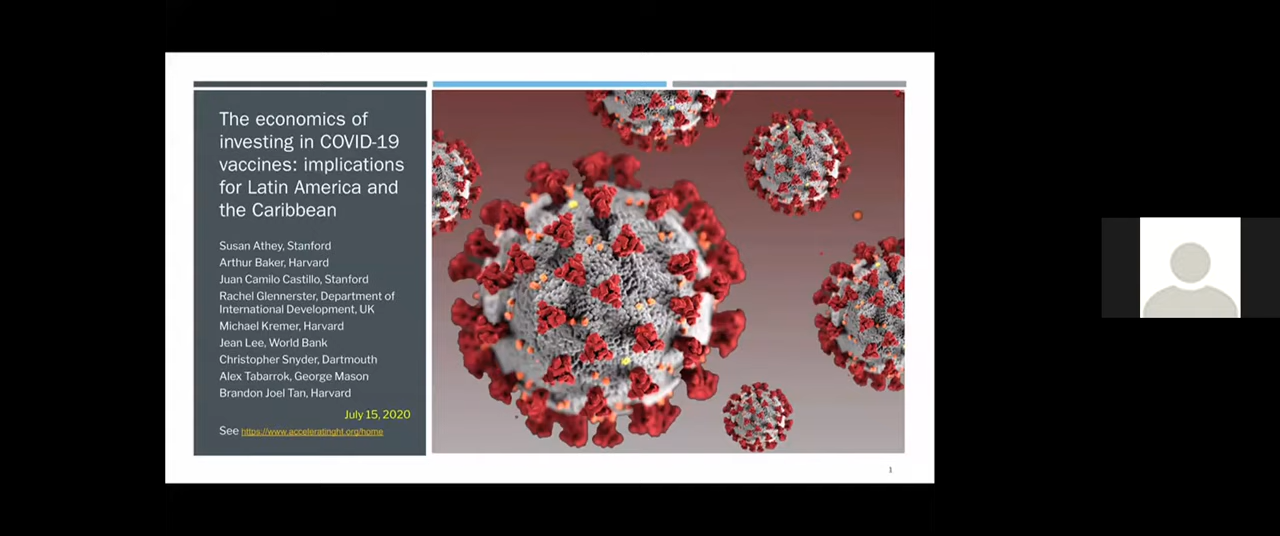 The economics of
investing in COVID-19
vaccines: implications
for Latin America and
the Caribbean
Susan Athey, Stanford
Arthur Baker, Harvard
Juan Camilo Castillo, Stanford
Rachel Glennerster, Department of
International Development, UK
Michael Kremer, Harvard
Jean Lee, World Bank
Christopher Snyder, Dartmouth
Alex Tabarrok, George Mason
Brandon Joel Tan, Harvard
July 15, 2020
See https://www.acceleratinght.org/home
1